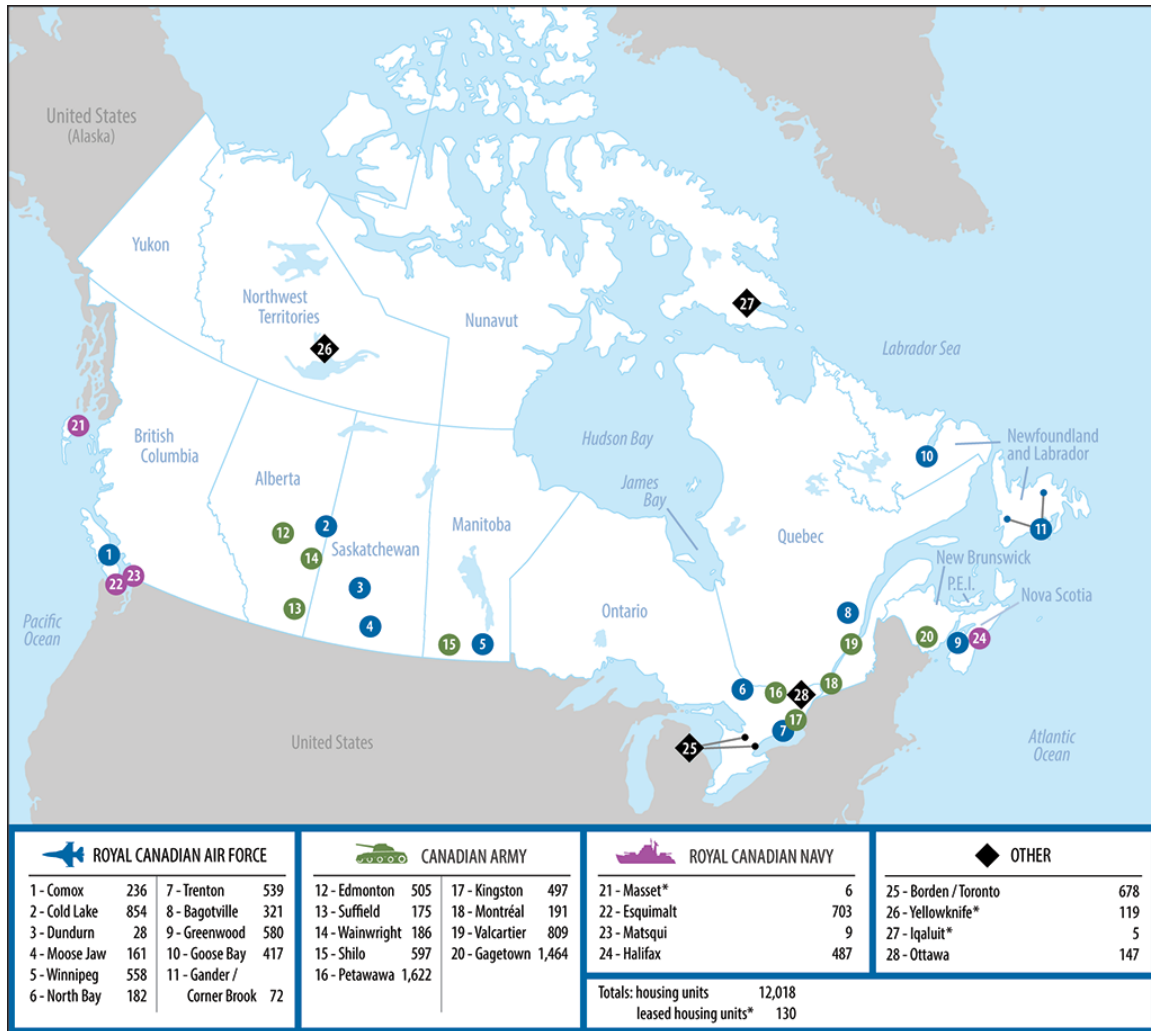 United States
(Alaska)
Yukon
Northwest
Territories
Nunavut
27
26
Labrador Sea
21
British
Columbia
Hudson Bay
Newfoundland
and Labrador
10
Alberta
James
Bay
2
12
Manitoba
11
Quebec
14
Saskatchewan
1
New Brunswick
23
22
3
P.E.I.
Nova Scotia
Pacific
Ocean
13
Ontario
8
4
20
9
24
15
5
19
18
6
16
28
17
7
United States
25
Atlantic
Ocean
ROYAL CANADIAN AIR FORCE
1 - Comox 236
2 - Cold Lake 854
3 - Dundurn 28
4 - Moose Jaw 161
5 - Winnipeg 558
6 - North Bay 182
7 - Trenton 539
8 - Bagotville 321
9 - Greenwood 580
10 - Goose Bay 417
11 - Gander /
Corner Brook 72
CANADIAN ARMY
12 - Edmonton 505
13 - Suffield 175
14 - Wainwright 186
15 - Shilo 597
16 - Petawawa 1,622
17 - Kingston 497
18 - Montréal 191
19 - Valcartier 809
20 - Gagetown 1,464
ROYAL CANADIAN NAVY
21 - Masset* 6
22 - Esquimalt 703
23 - Matsqui 9
24 - Halifax 487
OTHER
25 - Borden / Toronto 678
26 - Yellowknife* 119
27 - Iqaluit* 5
28 - Ottawa 147
Totals: housing units 12,018
leased housing units* 130